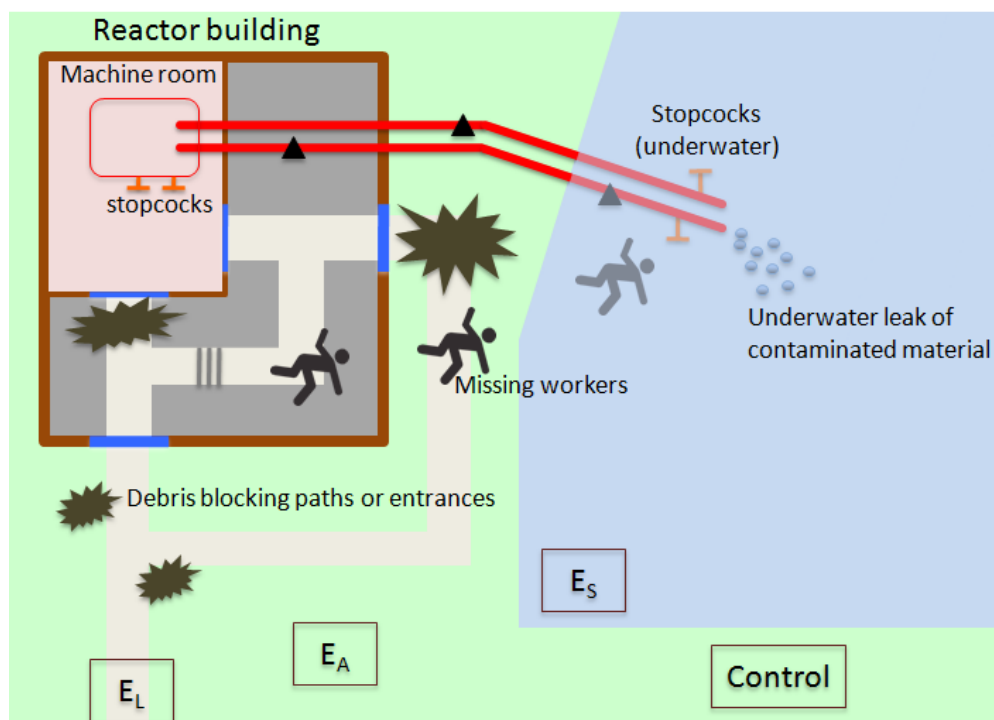 Reactor building
Machine room
stopcocks
Stopcocks
(underwater)
Underwater leak of
contaminated material
Missing workers
Debris blocking paths or entrances
E_S
E_A
E_L
Control